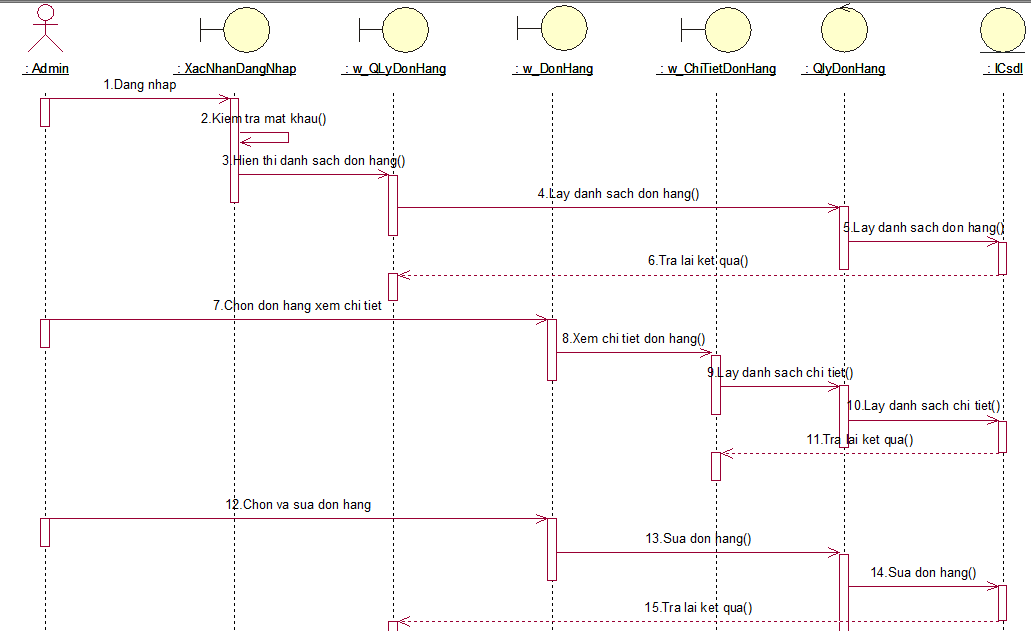 : Admin
: XacNhanDangNhap
: w_QLyDonHang
: w_DonHang
: w_ChiTietDonHang
: QlyDonHang
: ICsdl
1.Dang nhap
2.Kiem tra mat khau()
3.Hien thi danh sach don hang()
4.Lay danh sach don hang()
5.Lay danh sach don hang()
6.Tra lai ket qua()
7.Chon don hang xem chi tiet
8.Xem chi tiet don hang()
9.Lay danh sach chi tiet()
10.Lay danh sach chi tiet()
11.Tra lai ket qua()
12.Chon va sua don hang
13.Sua don hang()
14.Sua don hang()
15.Tra lai ket qua()